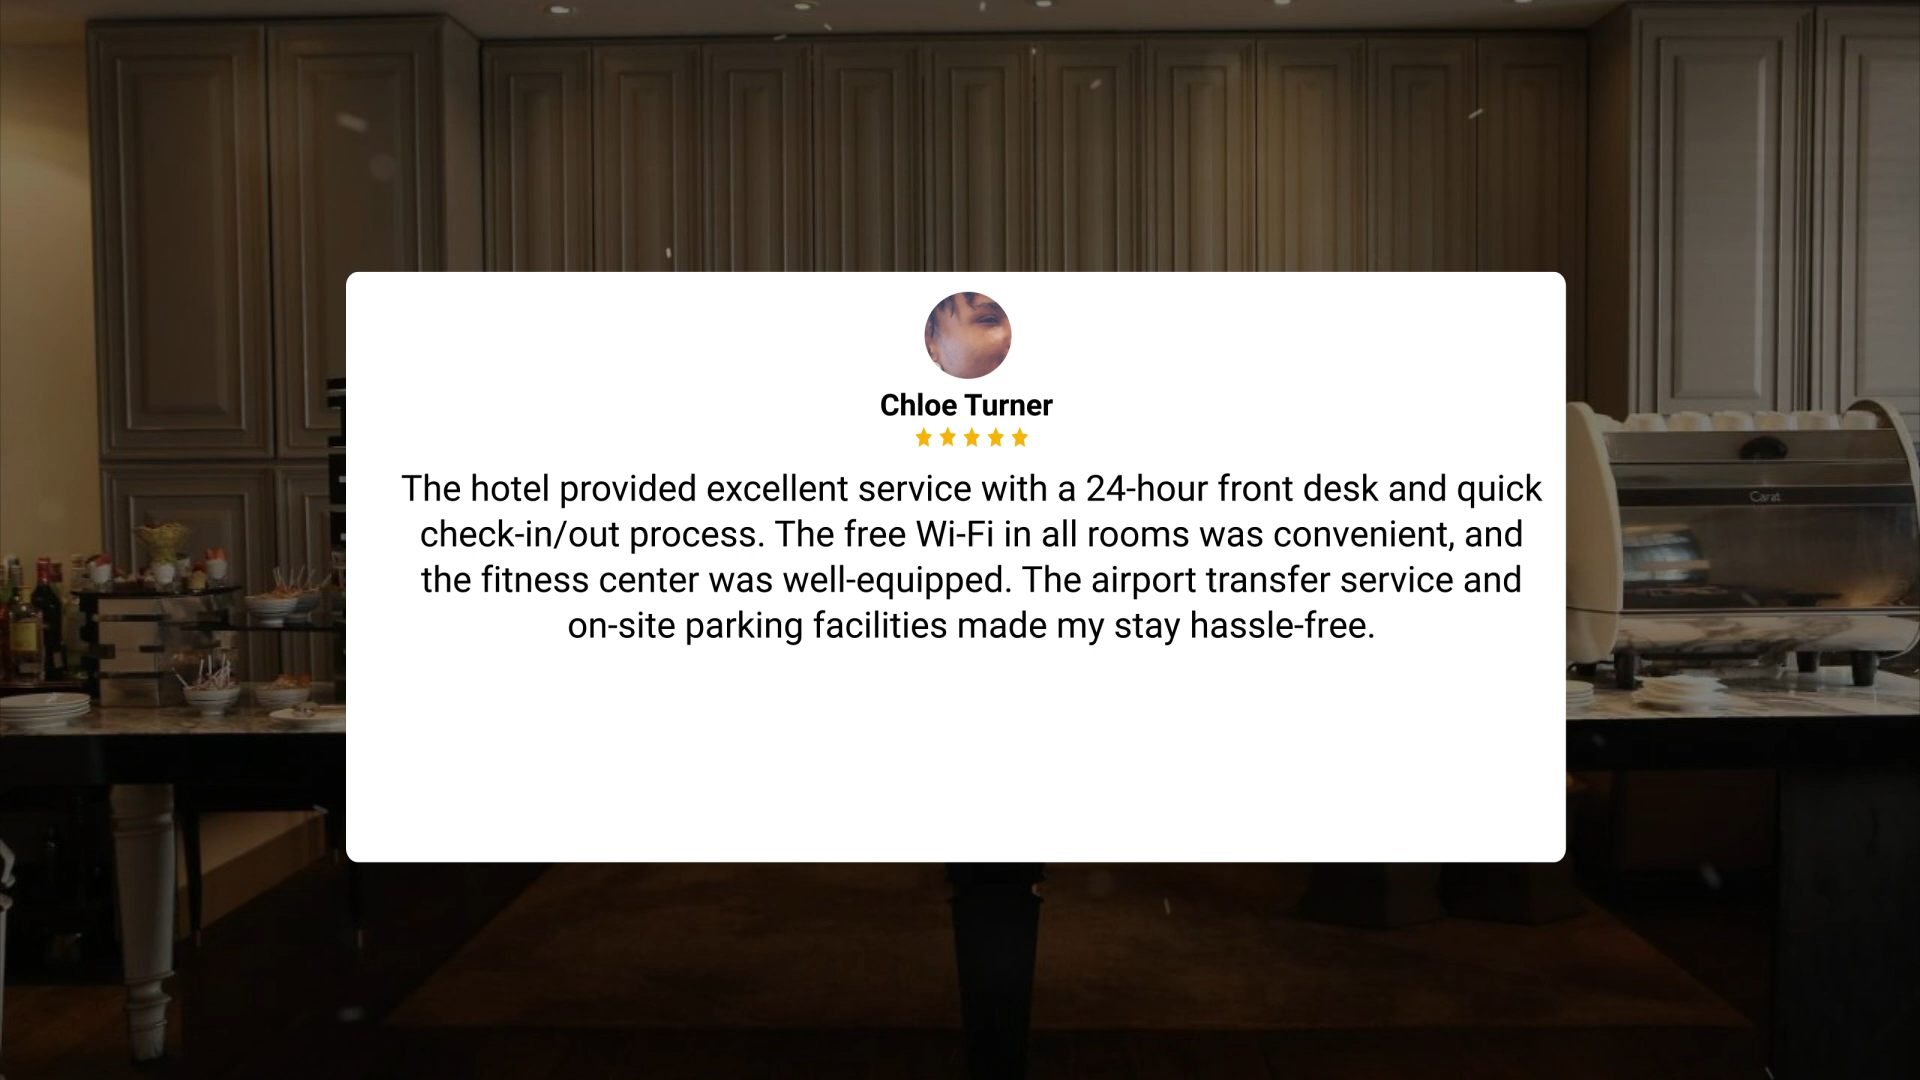 Chloe Turner
The hotel provided excellent service with a 24-hour front desk and quick
check-in/out process. The free Wi-Fi in all rooms was convenient, and
the fitness center was well-equipped. The airport transfer service and
on-site parking facilities made my stay hassle-free.
Carat